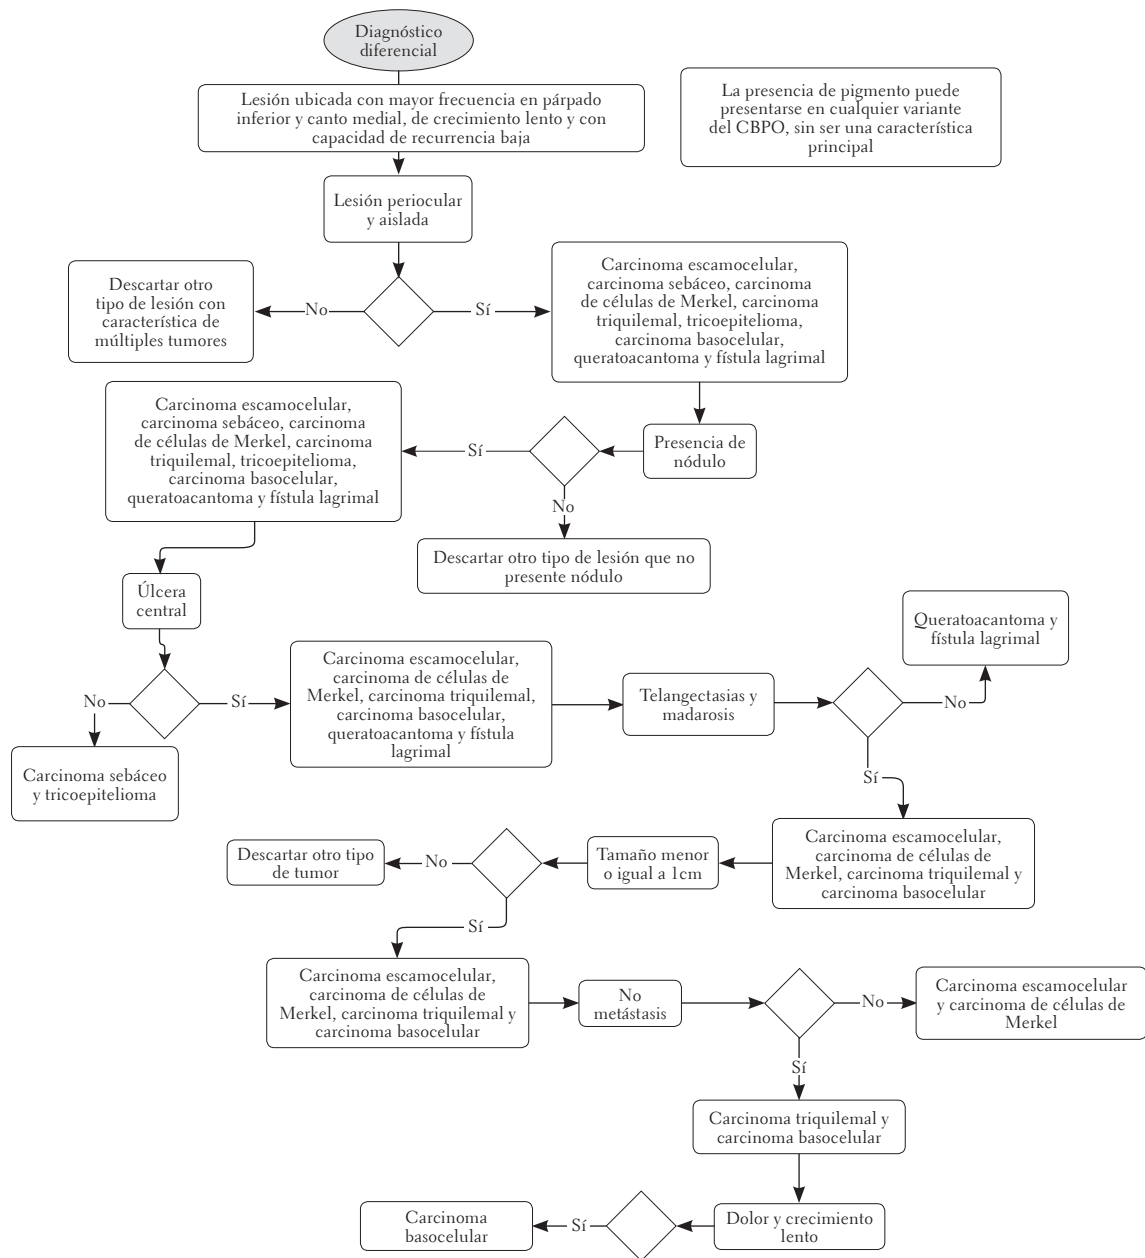 Diagnóstico
diferencial
Lesión ubicada con mayor frecuencia en párpado
inferior y canto medial, de crecimiento lento y con
capacidad de recurrencia baja
La presencia de pigmento puede
presentarse en cualquier variante
del CBPO, sin ser una característica
principal
Lesión periocular
y aislada
Descartar otro
tipo de lesión con
característica de
múltiples tumores
No
Sí
Carcinoma escamocelular,
carcinoma sebáceo, carcinoma
de células de Merkel, carcinoma
triquilemal, tricoepitelioma,
carcinoma basocelular,
queratoacantoma y fístula lagrimal
Carcinoma escamocelular,
carcinoma sebáceo, carcinoma
de células de Merkel, carcinoma
triquilemal, tricoepitelioma,
carcinoma basocelular,
queratoacantoma y fístula lagrimal
Sí
Presencia de
nódulo
No
Descartar otro tipo de lesión que no
presente nódulo
Úlcera
central
No
Sí
Carcinoma sebáceo
y tricoepitelioma
Carcinoma escamocelular,
carcinoma de células de
Merkel, carcinoma triquilemal,
carcinoma basocelular,
queratoacantoma y fístula
lagrimal
Telangectasias y
madarosis
No
Queratoacantoma y
fístula lagrimal
Sí
Carcinoma escamocelular,
carcinoma de células de
Merkel, carcinoma triquilemal y
carcinoma basocelular
Tamaño menor
o igual a 1cm
No
Descartar otro tipo
de tumor
Sí
Carcinoma escamocelular,
carcinoma de células de
Merkel, carcinoma triquilemal y
carcinoma basocelular
No
metástasis
No
Carcinoma escamocelular
y carcinoma de células de
Merkel
Sí
Carcinoma triquilemal y
carcinoma basocelular
Dolor y crecimiento
lento
Sí
Carcinoma
basocelular